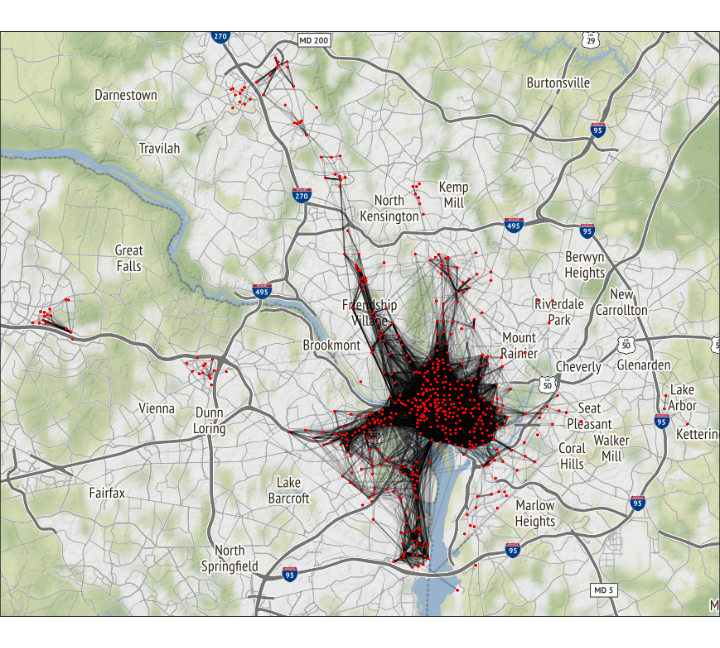 270
MD 200
29
Burtonsville
Darnestown
95
Travilah
270
Kemp
Mill
North
Kensington
495
95
Great
Falls
Berwyn
Heights
495
New
Carrollton
Friendship
Village
Riverdale
Park
Brookmont
Mount
Rainier
50
Cheverly
Glenarden
50
Lake
Arbor
Vienna
Dunn
Loring
Seat
Pleasant
95
Walker
Mill
Kettering
Coral
Hills
Lake
Barcroft
Fairfax
95
Marlow
Heights
North
Springfield
95
95
MD 5
M